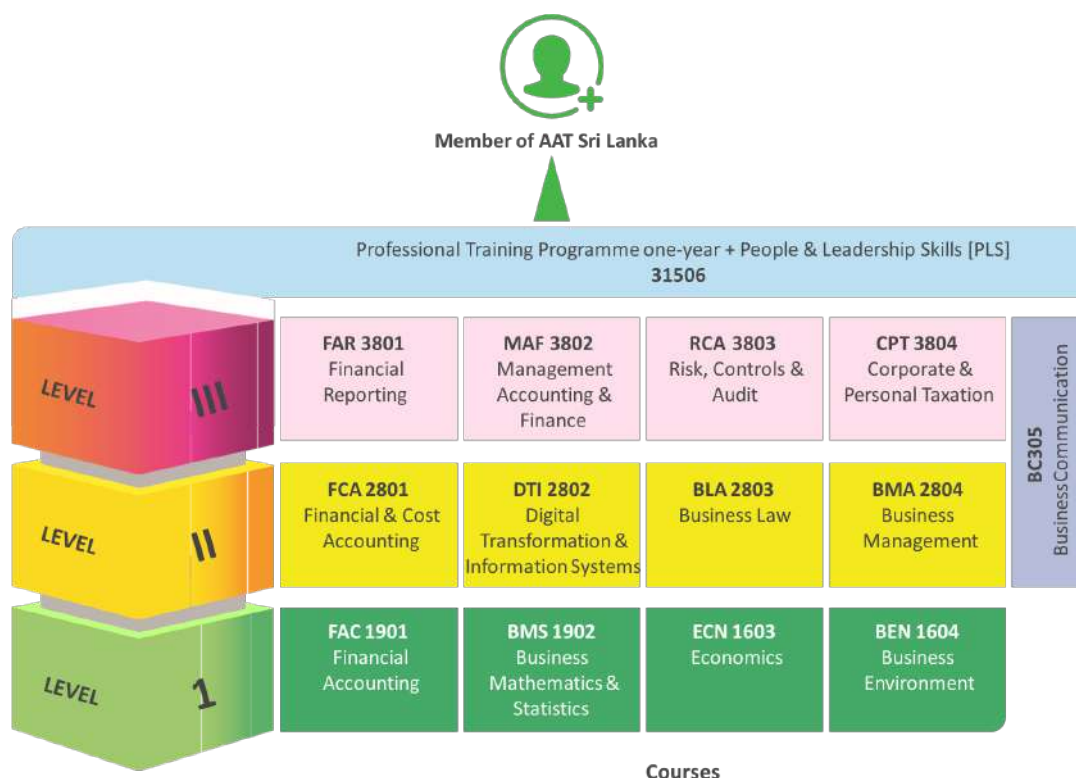 Member of AAT Sri Lanka
Professional Training Programme one-year + People & Leadership Skills [PLS]
31506
LEVEL III
FAR 3801
Financial
Reporting
MAF 3802
Management
Accounting &
Finance
RCA 3803
Risk, Controls &
Audit
CPT 3804
Corporate &
Personal Taxation
BC305
Business Communication
LEVEL II
FCA 2801
Financial & Cost
Accounting
DTI 2802
Digital
Transformation &
Information Systems
BLA 2803
Business Law
BMA 2804
Business
Management
LEVEL 1
FAC 1901
Financial
Accounting
BMS 1902
Business
Mathematics &
Statistics
ECN 1603
Economics
BEN 1604
Business
Environment
Courses